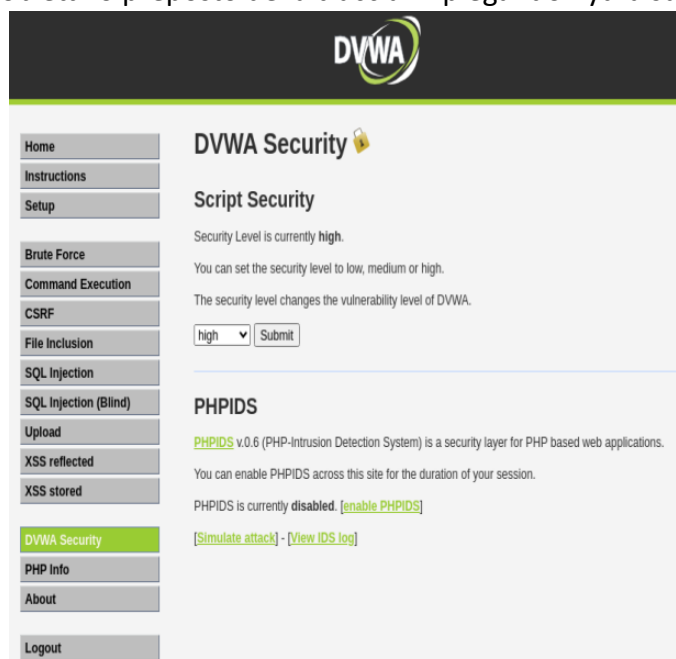 DVWA
Home
Instructions
Setup
Brute Force
Command Execution
CSRF
File Inclusion
SQL Injection
SQL Injection (Blind)
Upload
XSS reflected
XSS stored
DVWA Security
PHP Info
About
Logout
DVWA Security
Script Security
Security Level is currently high.
You can set the security level to low, medium or high.
The security level changes the vulnerability level of DVWA.
high Submit
PHPIDS
PHPIDS v.0.6 (PHP-Intrusion Detection System) is a security layer for PHP based web applications.
You can enable PHPIDS across this site for the duration of your session.
PHPIDS is currently disabled. [enable PHPIDS]
[Simulate attack] - [View IDS log]